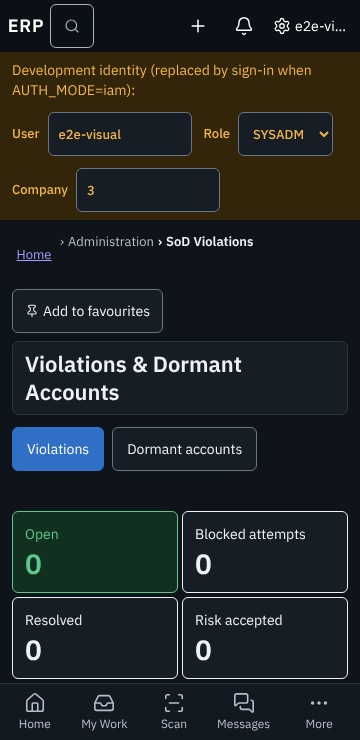 ERP
e2e-vi...
Development identity (replaced by sign-in when
AUTH_MODE=iam):
User e2e-visual Role SYSADM
Company 3
Home › Administration › SoD Violations
Add to favourites
Violations & Dormant
Accounts
Violations Dormant accounts
Open Blocked attempts
0 0
Resolved Risk accepted
0 0
Home My Work Scan Messages More